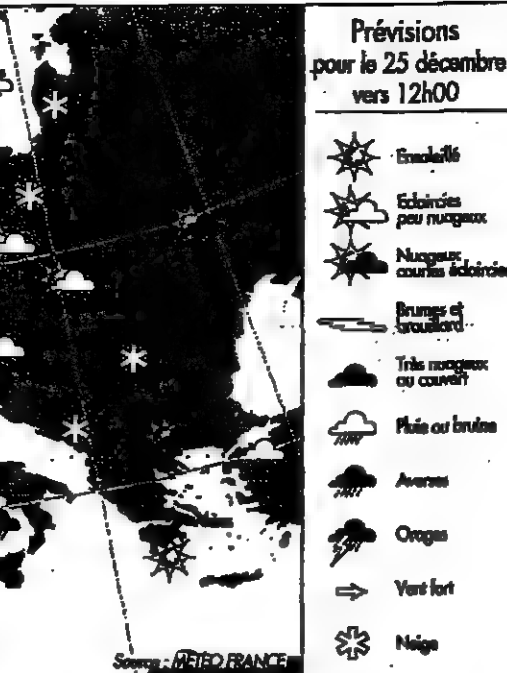 Prévisions
pour le 25 décembre
vers 12h00
Ensoleillé
Eclaircies
peu nuageux
Nuageux
courtes éclaircies
Brumes et
brouillard
Très nuageux
ou couvert
Pluie ou bruine
Averses
Orages
Vent fort
Neige
Source : METEO FRANCE